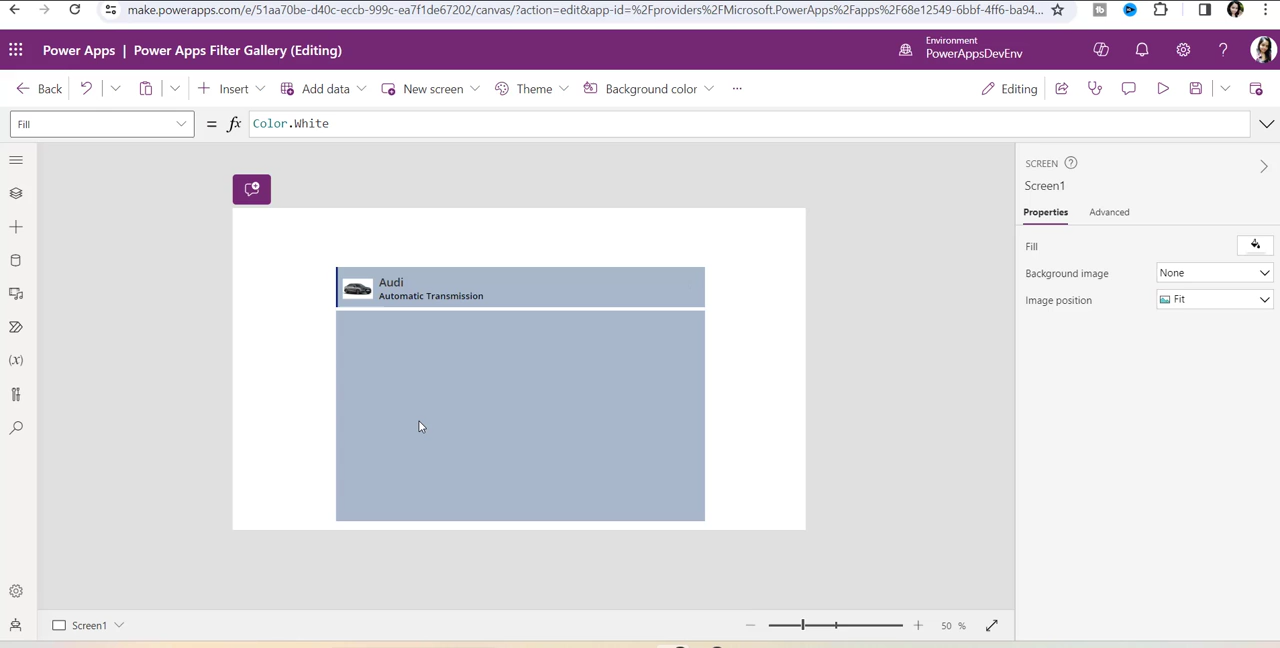 make.powerapps.com/e/51aa70be-d40c-eccb-999c-ea7f1de67202/canvas/?action=edit&app-id=%2Fproviders%2FMicrosoft.PowerApps%2Fapps%2F68e12549-6bbf-4ff6-ba94...
Power Apps | Power Apps Filter Gallery (Editing)
Environment
PowerAppsDevEnv
Back
Insert
Add data
New screen
Theme
Background color
...
Editing
Fill
= fx Color.White
SCREEN
Screen1
Properties
Advanced
Fill
Background image
None
Image position
Fit
Audi
Automatic Transmission
(x)
Screen1
50 %